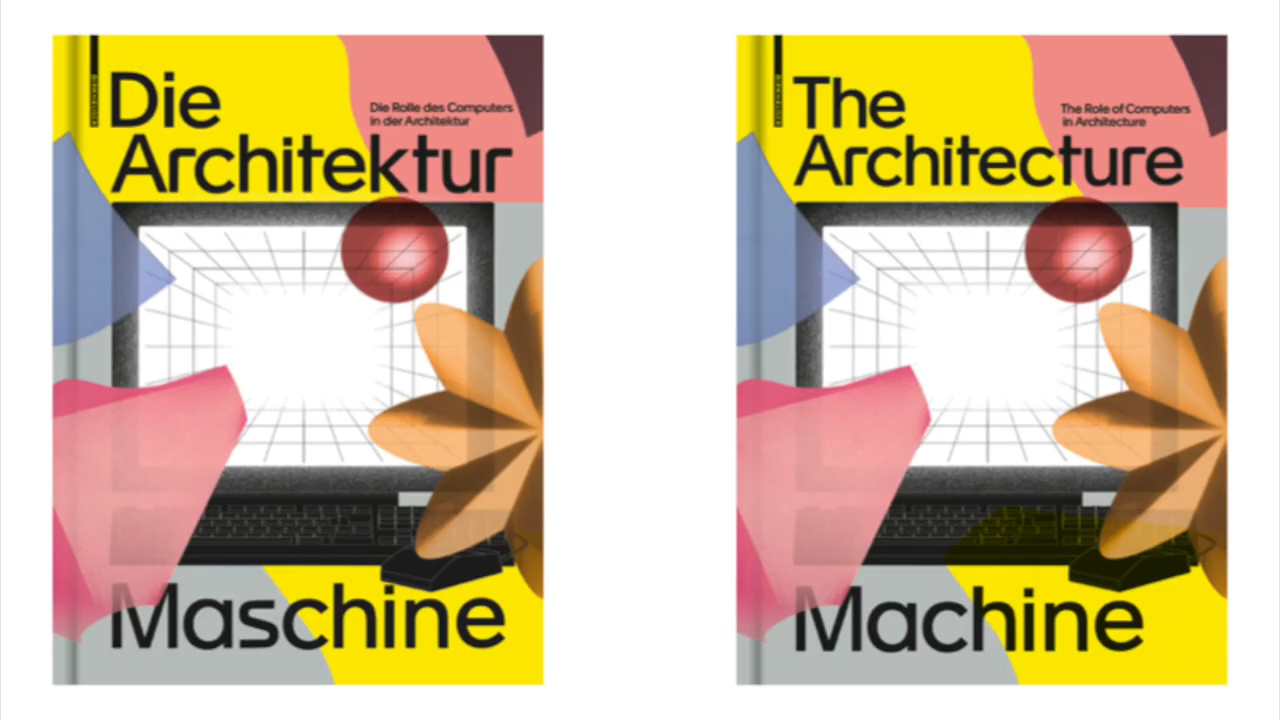 Die
Architektur
Die Rolle des Computers
in der Architektur
Maschine
The
Architecture
The Role of Computers
in Architecture
Machine